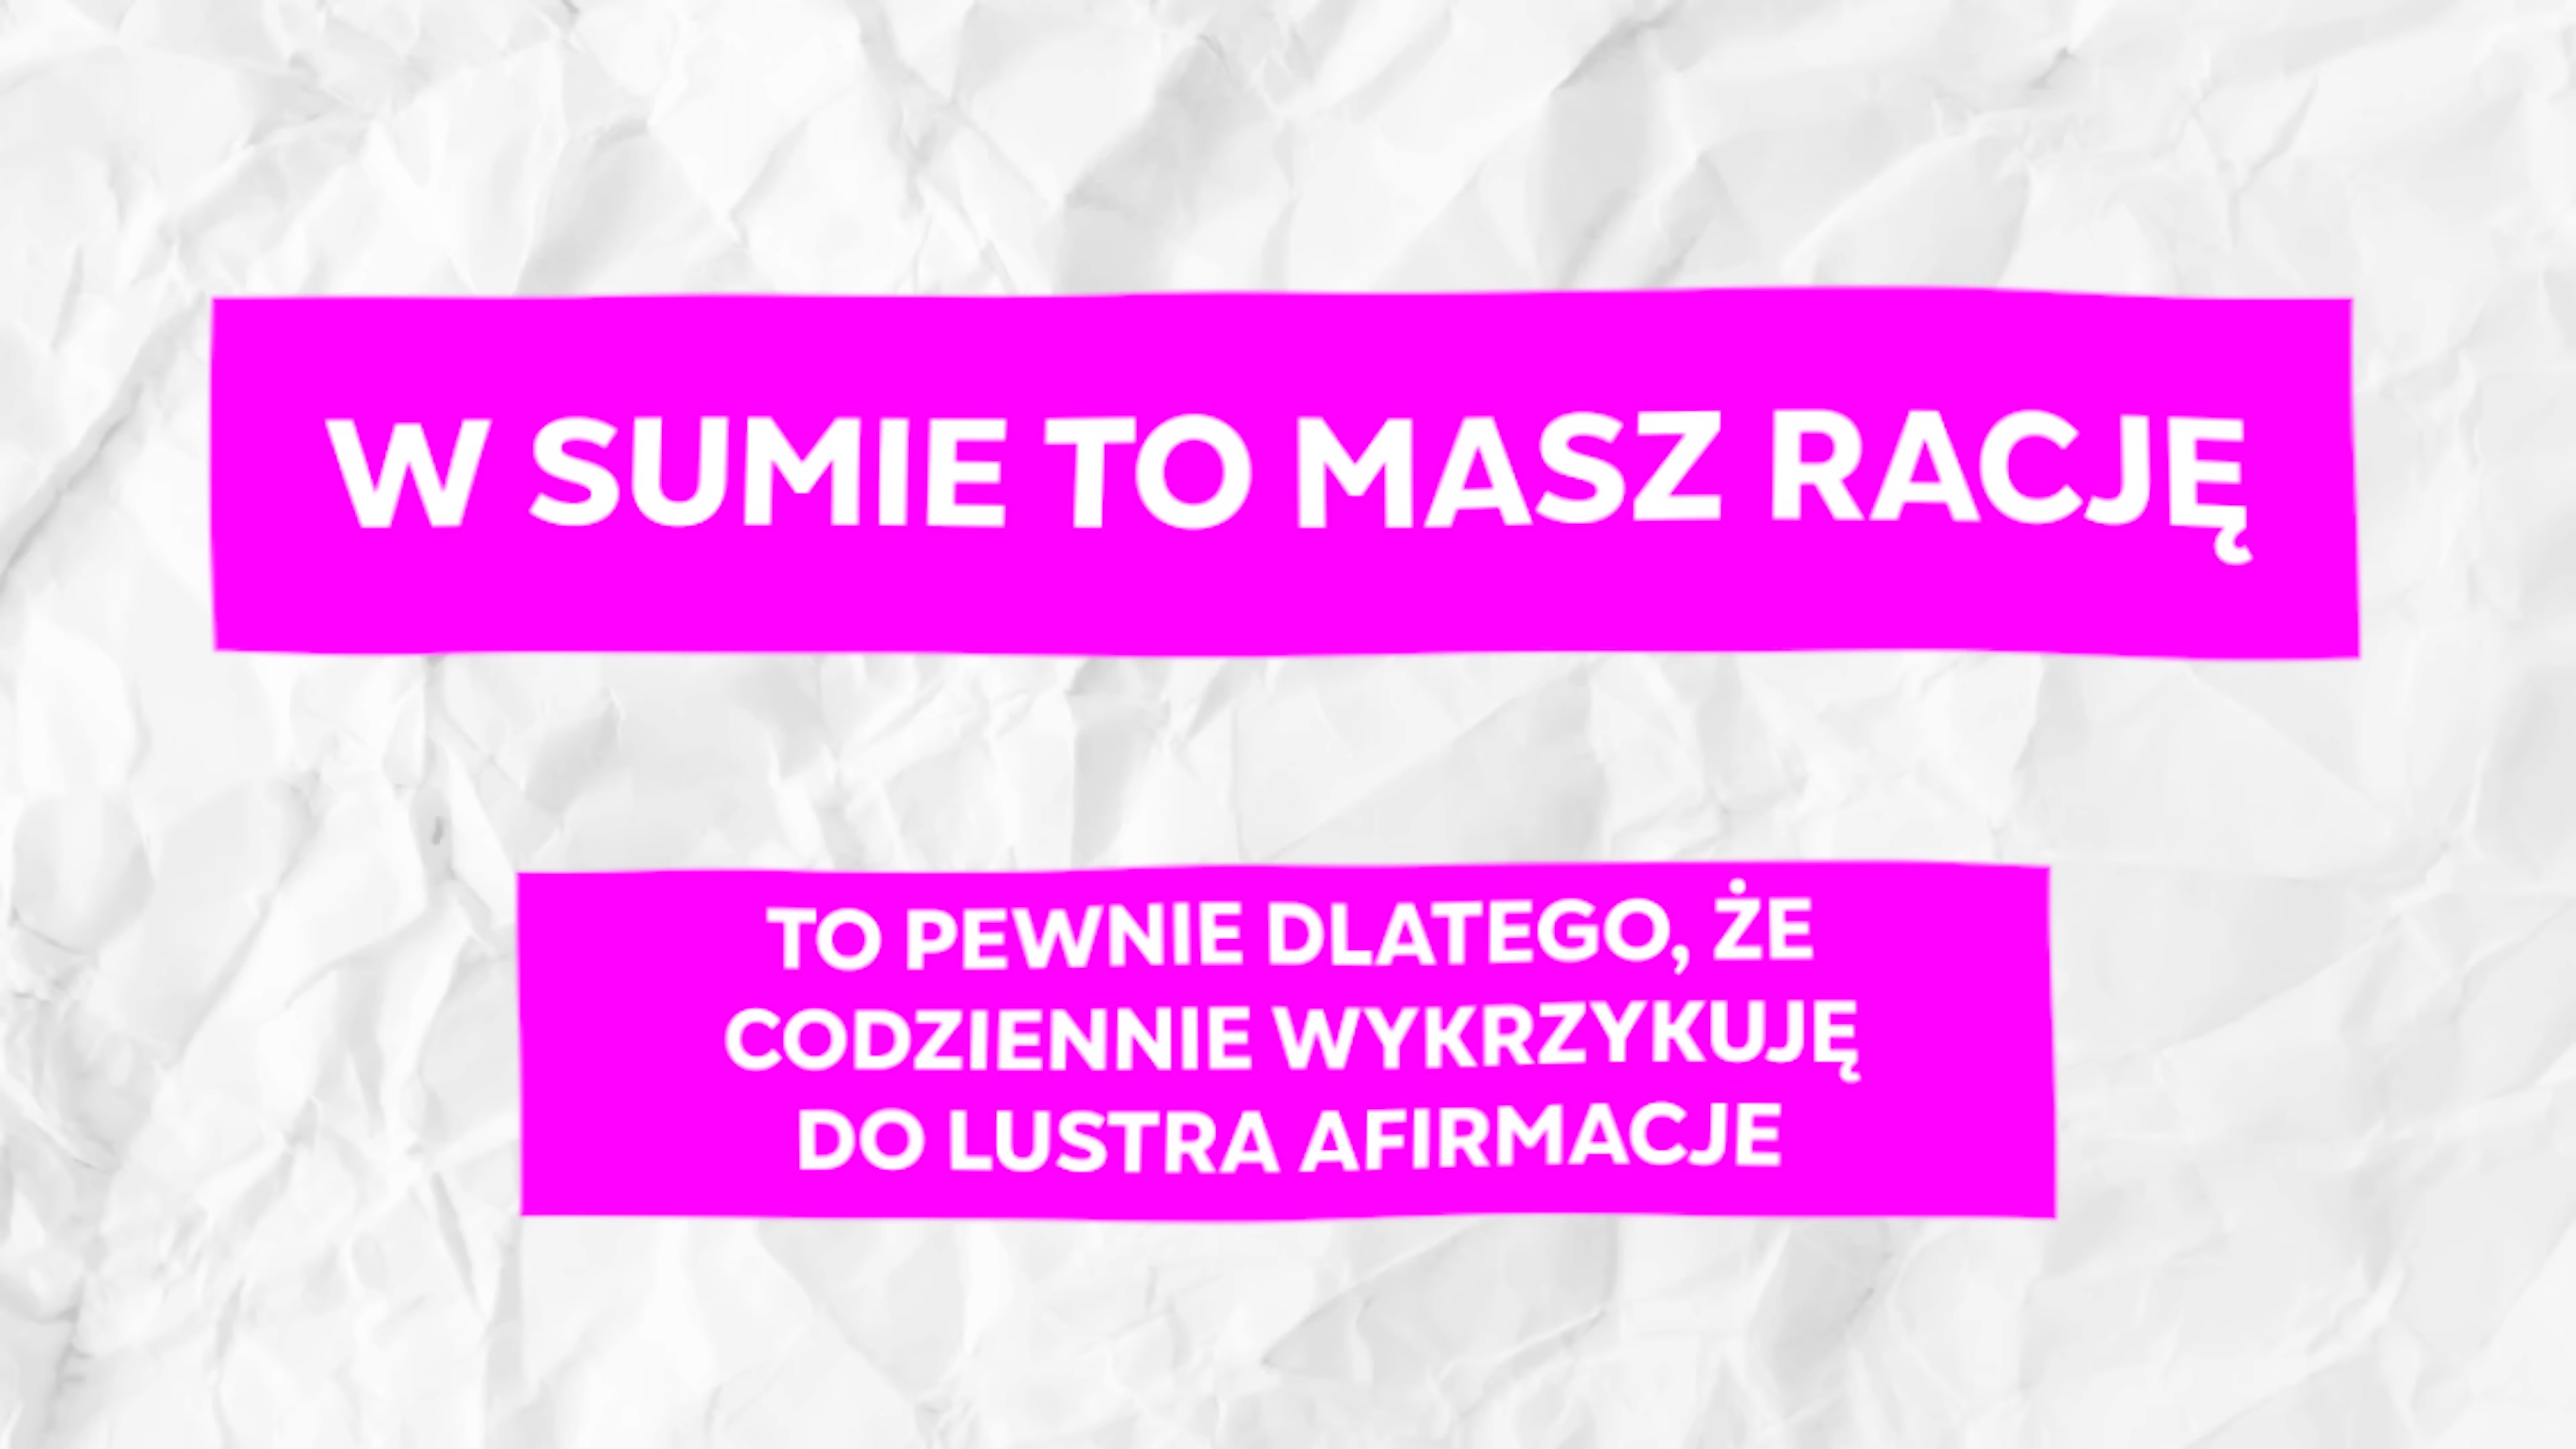 W SUMIE TO MASZ RACJĘ
TO PEWNIE DLATEGO, ŻE
CODZIENNIE WYKRZYKUJĘ
DO LUSTRA AFIRMACJE